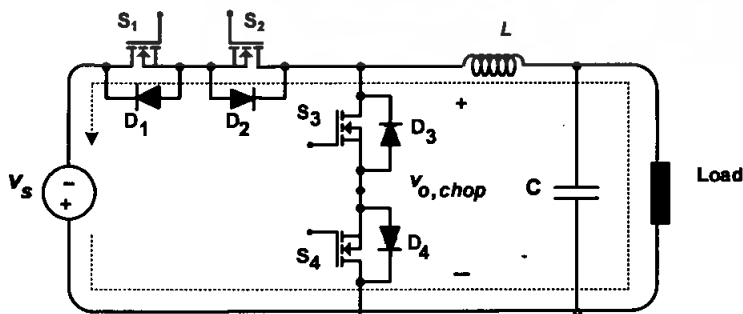 S1 S2 L
D1 D2
+
S3 D3
vs - + vo,chop C Load
S4 D4
-